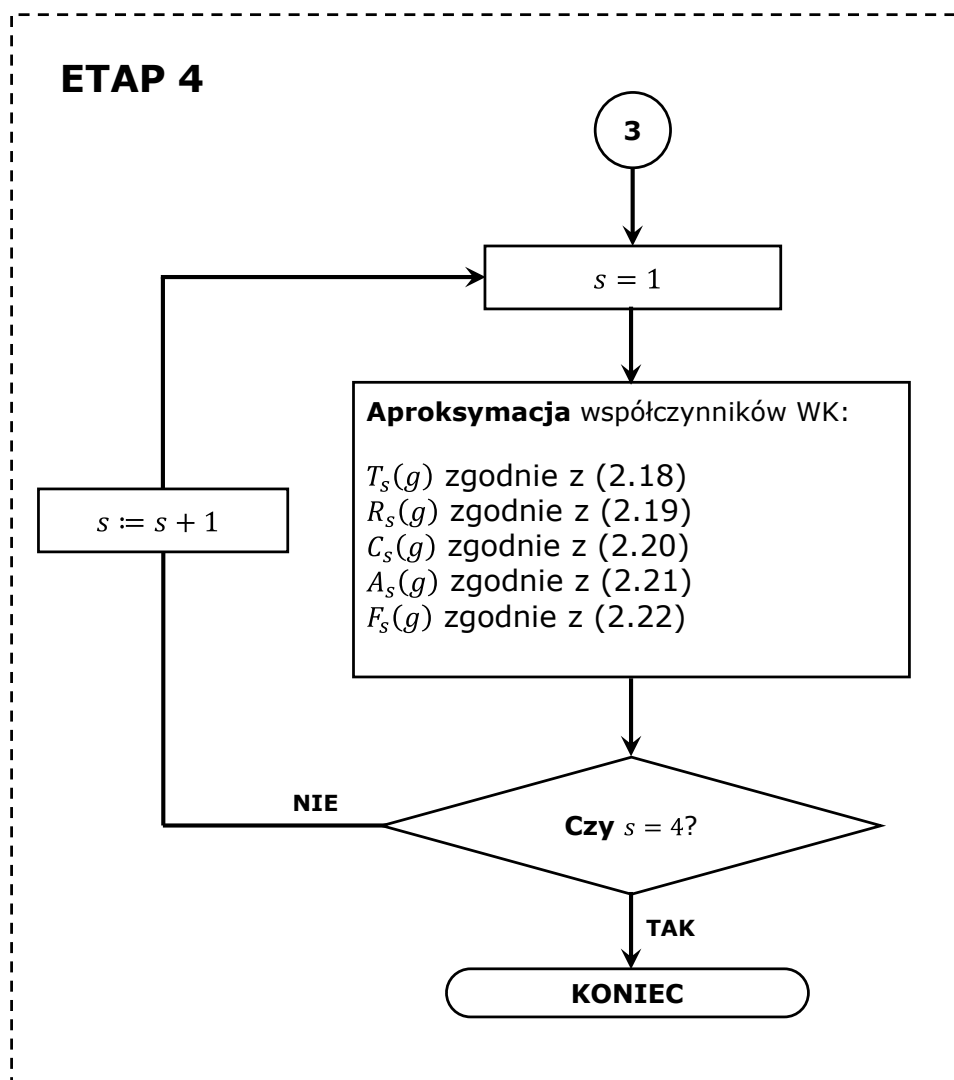 ETAP 4
3
s = 1
Aproksymacja współczynników WK:
T_s(g) zgodnie z (2.18)
R_s(g) zgodnie z (2.19)
s ≔ s + 1
C_s(g) zgodnie z (2.20)
A_s(g) zgodnie z (2.21)
F_s(g) zgodnie z (2.22)
NIE
Czy s = 4?
TAK
KONIEC